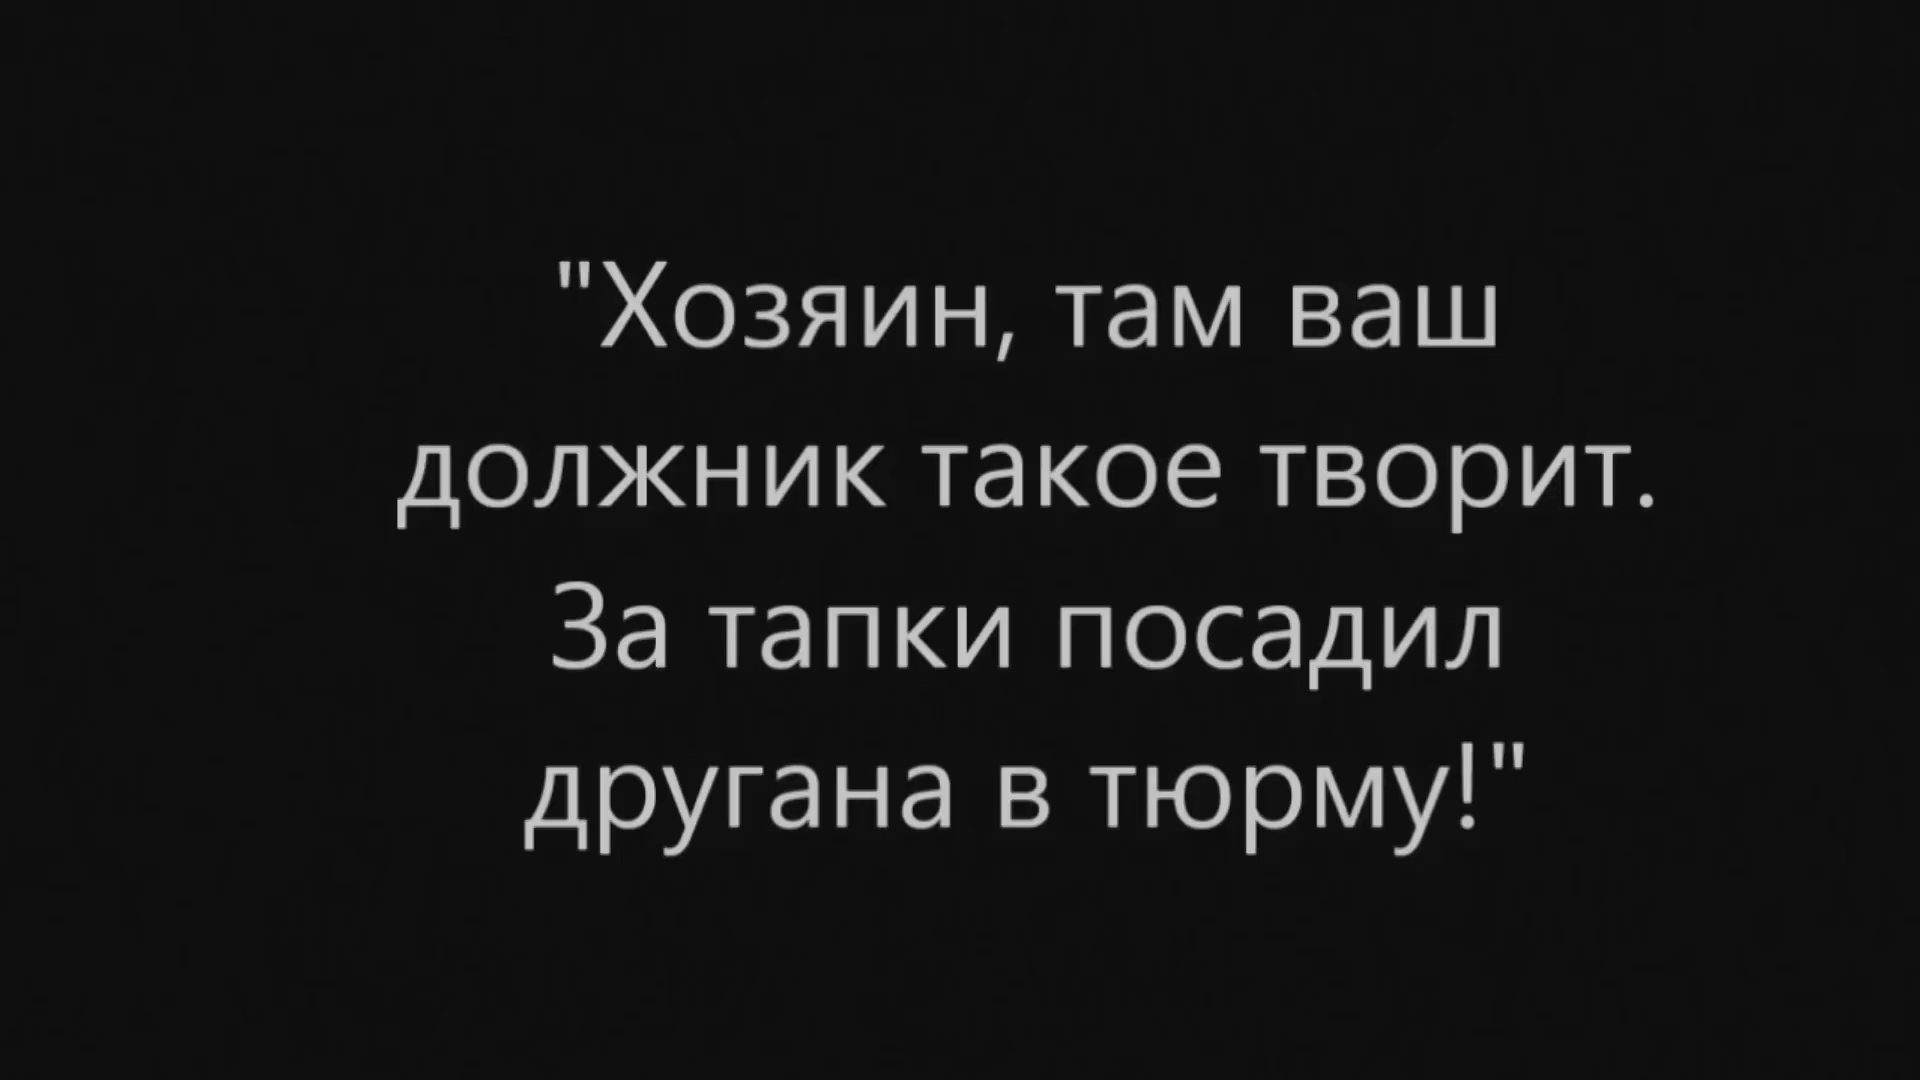 "Хозяин, там ваш
должник такое творит.
За тапки посадил
другана в тюрму!"